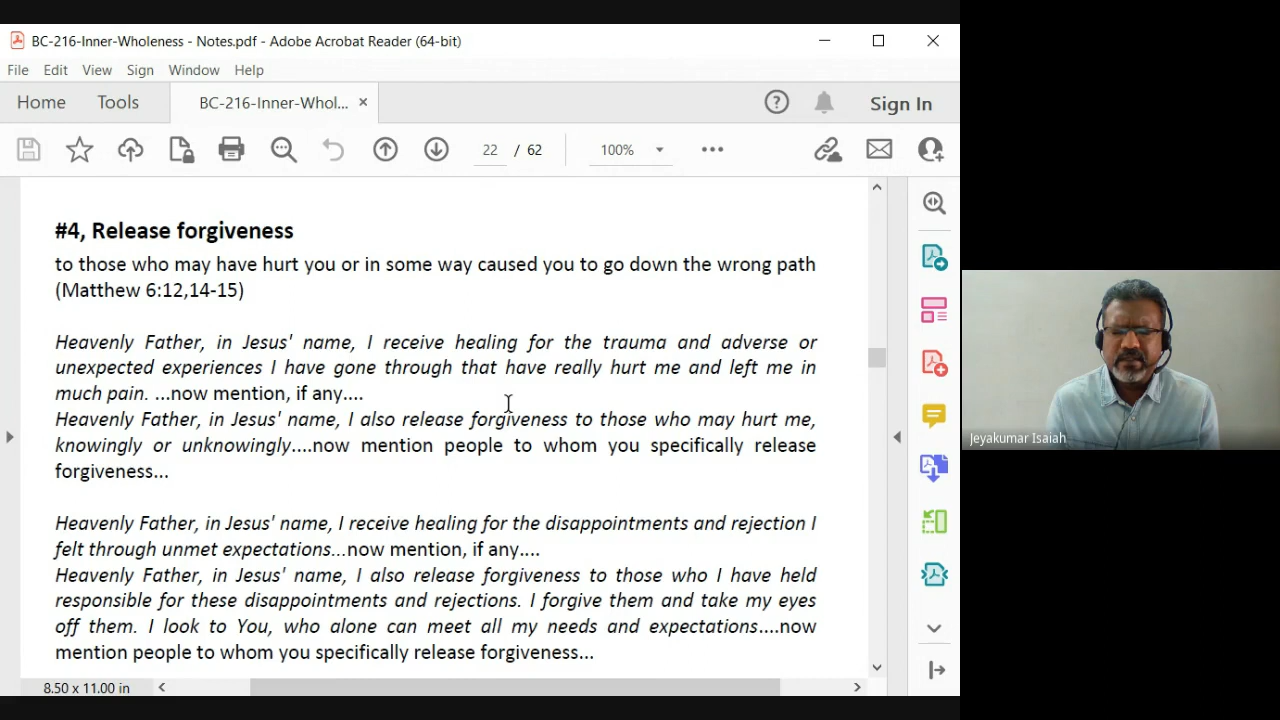 BC-216-Inner-Wholeness - Notes.pdf - Adobe Acrobat Reader (64-bit)
File Edit View Sign Window Help
Home Tools BC-216-Inner-Whol... × Sign In
22 / 62 100%
#4, Release forgiveness
to those who may have hurt you or in some way caused you to go down the wrong path
(Matthew 6:12,14-15)
Heavenly Father, in Jesus' name, I receive healing for the trauma and adverse or
unexpected experiences I have gone through that have really hurt me and left me in
much pain. ...now mention, if any....
Heavenly Father, in Jesus' name, I also release forgiveness to those who may hurt me,
knowingly or unknowingly....now mention people to whom you specifically release
forgiveness...
Heavenly Father, in Jesus' name, I receive healing for the disappointments and rejection I
felt through unmet expectations...now mention, if any....
Heavenly Father, in Jesus' name, I also release forgiveness to those who I have held
responsible for these disappointments and rejections. I forgive them and take my eyes
off them. I look to You, who alone can meet all my needs and expectations....now
mention people to whom you specifically release forgiveness...
8.50 x 11.00 in
Jeyakumar Isaiah